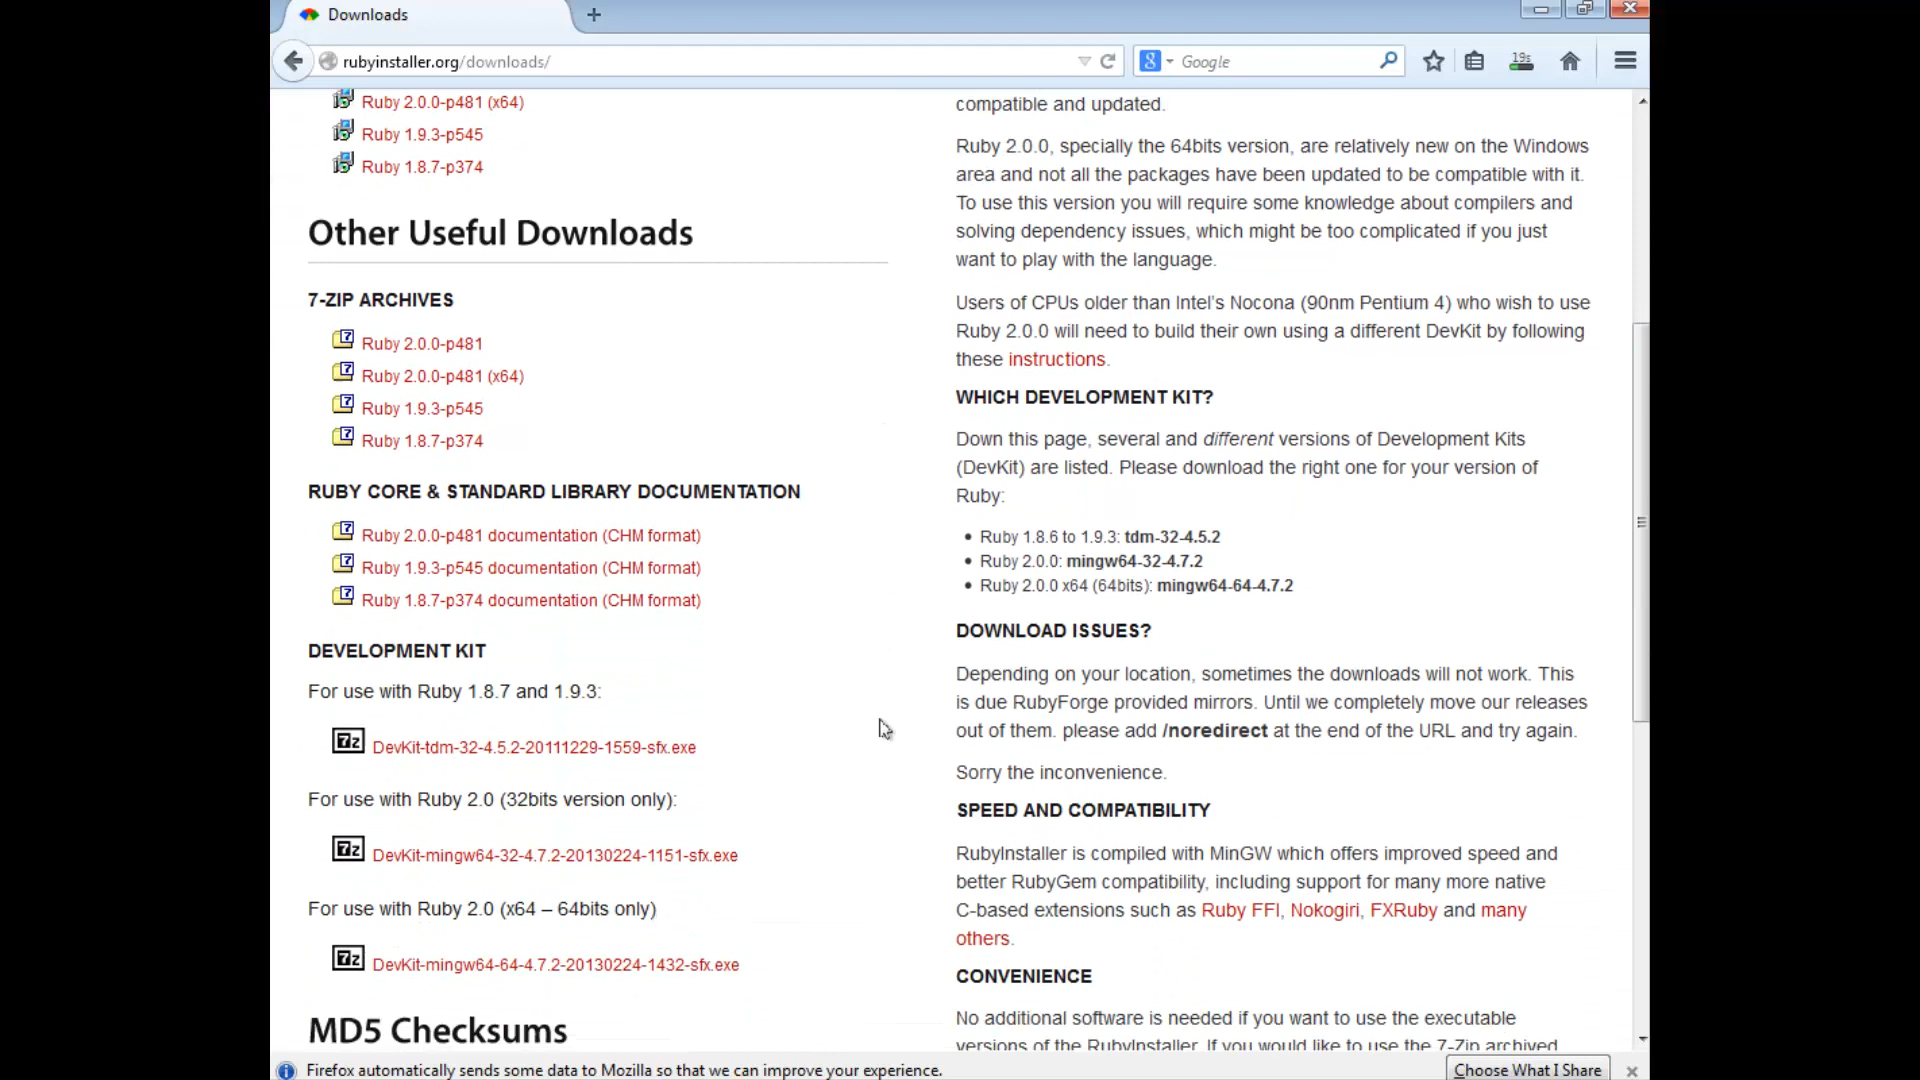 Downloads
rubyinstaller.org/downloads/
Google
19s
Ruby 2.0.0-p481 (x64)
Ruby 1.9.3-p545
Ruby 1.8.7-p374
Other Useful Downloads
7-ZIP ARCHIVES
Ruby 2.0.0-p481
Ruby 2.0.0-p481 (x64)
Ruby 1.9.3-p545
Ruby 1.8.7-p374
RUBY CORE & STANDARD LIBRARY DOCUMENTATION
Ruby 2.0.0-p481 documentation (CHM format)
Ruby 1.9.3-p545 documentation (CHM format)
Ruby 1.8.7-p374 documentation (CHM format)
DEVELOPMENT KIT
For use with Ruby 1.8.7 and 1.9.3:
DevKit-tdm-32-4.5.2-20111229-1559-sfx.exe
For use with Ruby 2.0 (32bits version only):
DevKit-mingw64-32-4.7.2-20130224-1151-sfx.exe
For use with Ruby 2.0 (x64 – 64bits only)
DevKit-mingw64-64-4.7.2-20130224-1432-sfx.exe
MD5 Checksums
compatible and updated.
Ruby 2.0.0, specially the 64bits version, are relatively new on the Windows
area and not all the packages have been updated to be compatible with it.
To use this version you will require some knowledge about compilers and
solving dependency issues, which might be too complicated if you just
want to play with the language.
Users of CPUs older than Intel's Nocona (90nm Pentium 4) who wish to use
Ruby 2.0.0 will need to build their own using a different DevKit by following
these instructions.
WHICH DEVELOPMENT KIT?
Down this page, several and different versions of Development Kits
(DevKit) are listed. Please download the right one for your version of
Ruby:
• Ruby 1.8.6 to 1.9.3: tdm-32-4.5.2
• Ruby 2.0.0: mingw64-32-4.7.2
• Ruby 2.0.0 x64 (64bits): mingw64-64-4.7.2
DOWNLOAD ISSUES?
Depending on your location, sometimes the downloads will not work. This
is due RubyForge provided mirrors. Until we completely move our releases
out of them. please add /noredirect at the end of the URL and try again.
Sorry the inconvenience.
SPEED AND COMPATIBILITY
RubyInstaller is compiled with MinGW which offers improved speed and
better RubyGem compatibility, including support for many more native
C-based extensions such as Ruby FFI, Nokogiri, FXRuby and many
others.
CONVENIENCE
No additional software is needed if you want to use the executable
versions of the RubyInstaller. If you would like to use the 7-Zip archived
Firefox automatically sends some data to Mozilla so that we can improve your experience.
Choose What I Share